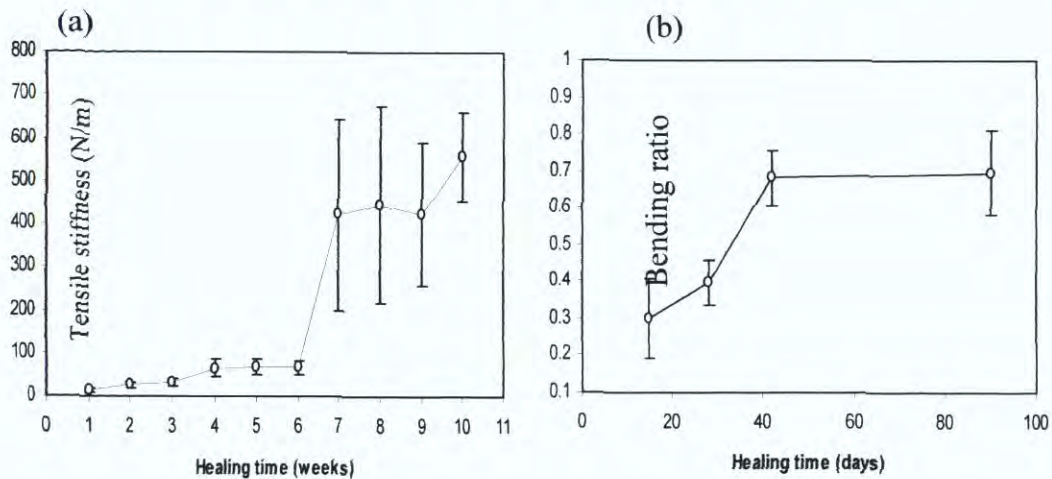 (a)
800
700
600
500
400
300
200
100
0
Tensile stiffness (N/m)
0 1 2 3 4 5 6 7 8 9 10 11
Healing time (weeks)
(b)
1
0.9
0.8
0.7
0.6
0.5
0.4
0.3
0.2
0.1
Bending ratio
0 20 40 60 80 100
Healing time (days)